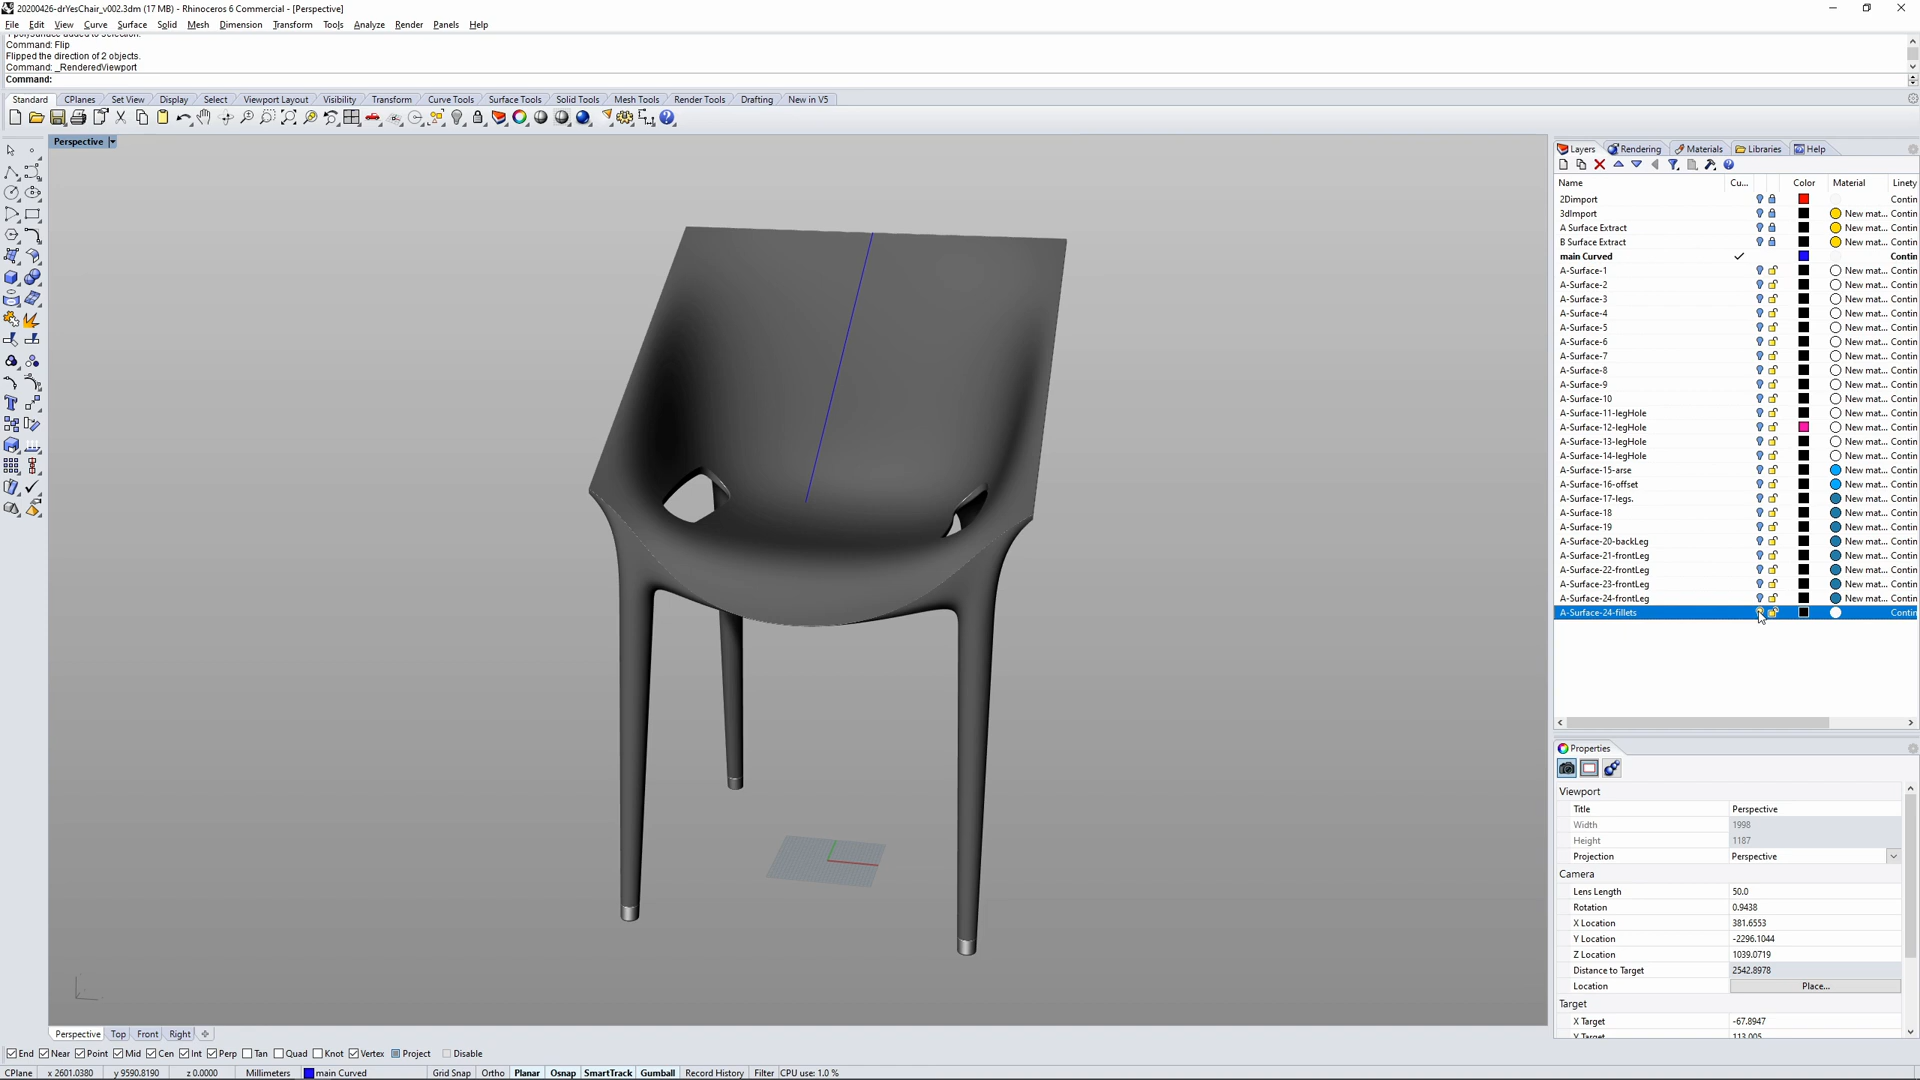 20200426-drYesChair_v002.3dm (17 MB) - Rhinoceros 6 Commercial - [Perspective]
File Edit View Curve Surface Solid Mesh Dimension Transform Tools Analyze Render Panels Help
1 polysurface added to selection.
Command: Flip
Flipped the direction of 2 objects.
Command: _RenderedViewport
Command:
Standard CPlanes Set View Display Select Viewport Layout Visibility Transform Curve Tools Surface Tools Solid Tools Mesh Tools Render Tools Drafting New in V5
Perspective
Layers Rendering Materials Libraries Help
Name Cu... Color Material Linety
2Dimport Contin
3dImport New mat... Contin
A Surface Extract New mat... Contin
B Surface Extract New mat... Contin
main Curved Contin
A-Surface-1 New mat... Contin
A-Surface-2 New mat... Contin
A-Surface-3 New mat... Contin
A-Surface-4 New mat... Contin
A-Surface-5 New mat... Contin
A-Surface-6 New mat... Contin
A-Surface-7 New mat... Contin
A-Surface-8 New mat... Contin
A-Surface-9 New mat... Contin
A-Surface-10 New mat... Contin
A-Surface-11-legHole New mat... Contin
A-Surface-12-legHole New mat... Contin
A-Surface-13-legHole New mat... Contin
A-Surface-14-legHole New mat... Contin
A-Surface-15-arse New mat... Contin
A-Surface-16-offset New mat... Contin
A-Surface-17-legs. New mat... Contin
A-Surface-18 New mat... Contin
A-Surface-19 New mat... Contin
A-Surface-20-backLeg New mat... Contin
A-Surface-21-frontLeg New mat... Contin
A-Surface-22-frontLeg New mat... Contin
A-Surface-23-frontLeg New mat... Contin
A-Surface-24-frontLeg New mat... Contin
A-Surface-24-fillets Contin
Properties
Viewport
Title Perspective
Width 1998
Height 1187
Projection Perspective
Camera
Lens Length 50.0
Rotation 0.9438
X Location 381.6553
Y Location -2296.1044
Z Location 1039.0719
Distance to Target 2542.8978
Location Place...
Target
X Target -67.8947
Y Target 113.005
Perspective Top Front Right
End Near Point Mid Cen Int Perp Tan Quad Knot Vertex Project Disable
CPlane x 2601.0380 y 9590.8190 z 0.0000 Millimeters main Curved Grid Snap Ortho Planar Osnap SmartTrack Gumball Record History Filter CPU use: 1.0 %